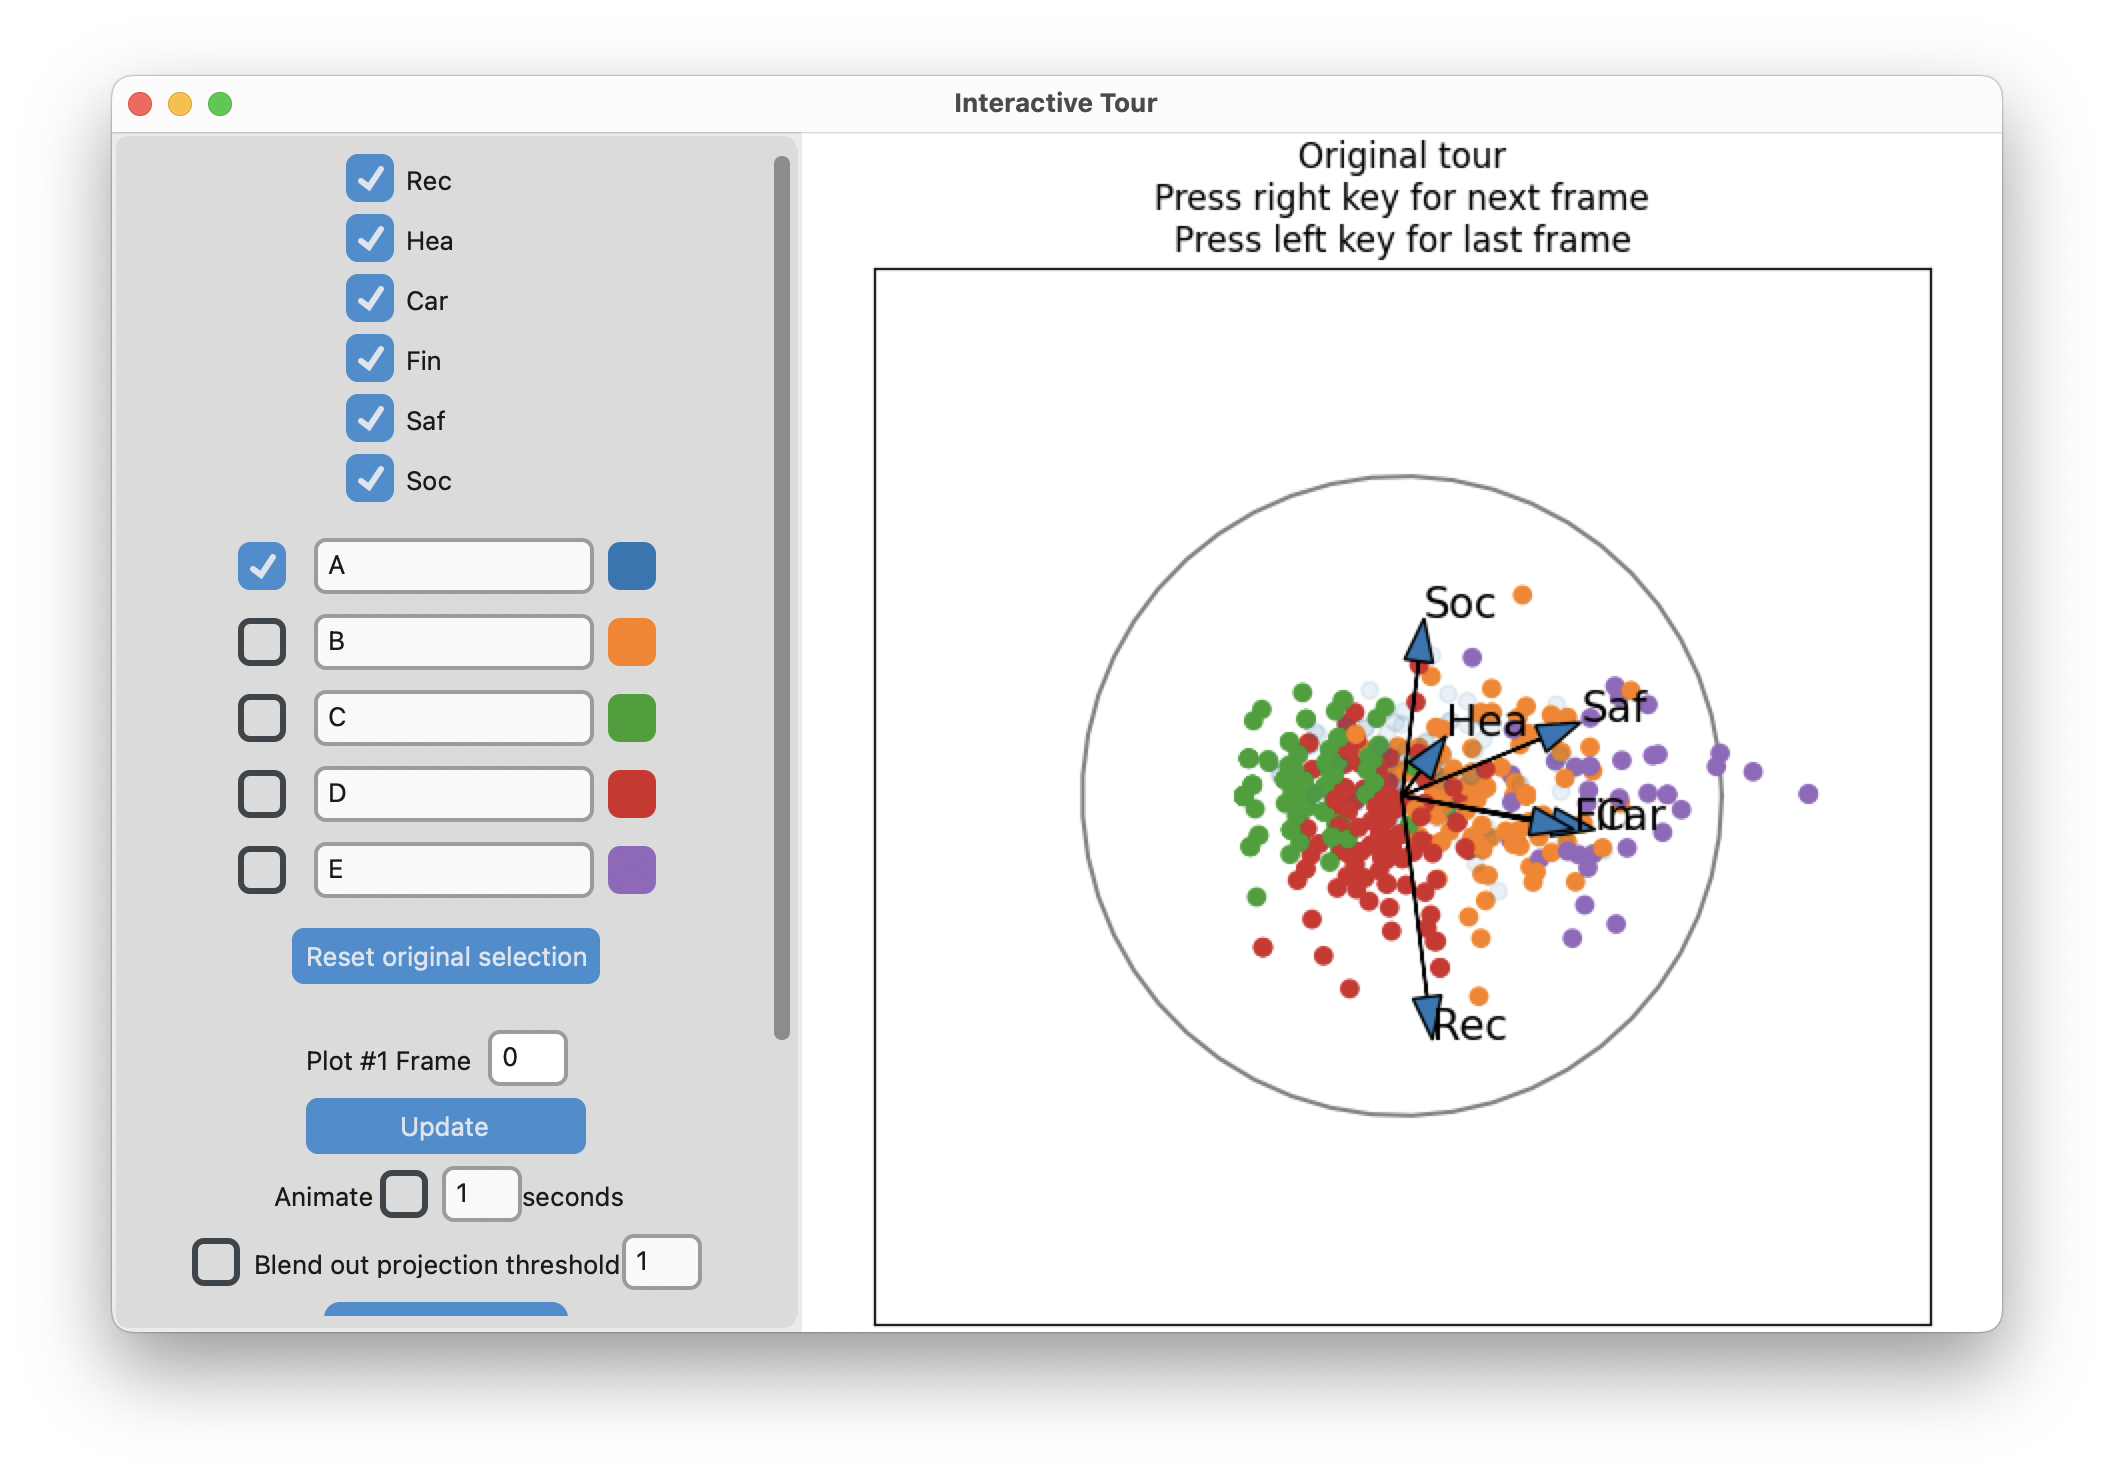 Interactive Tour
Rec
Hea
Car
Fin
Saf
Soc
A
B
C
D
E
Reset original selection
Plot #1 Frame 0
Update
Animate 1 seconds
Blend out projection threshold 1
Original tour
Press right key for next frame
Press left key for last frame
Soc
Saf
Hea
Fin
Car
Rec